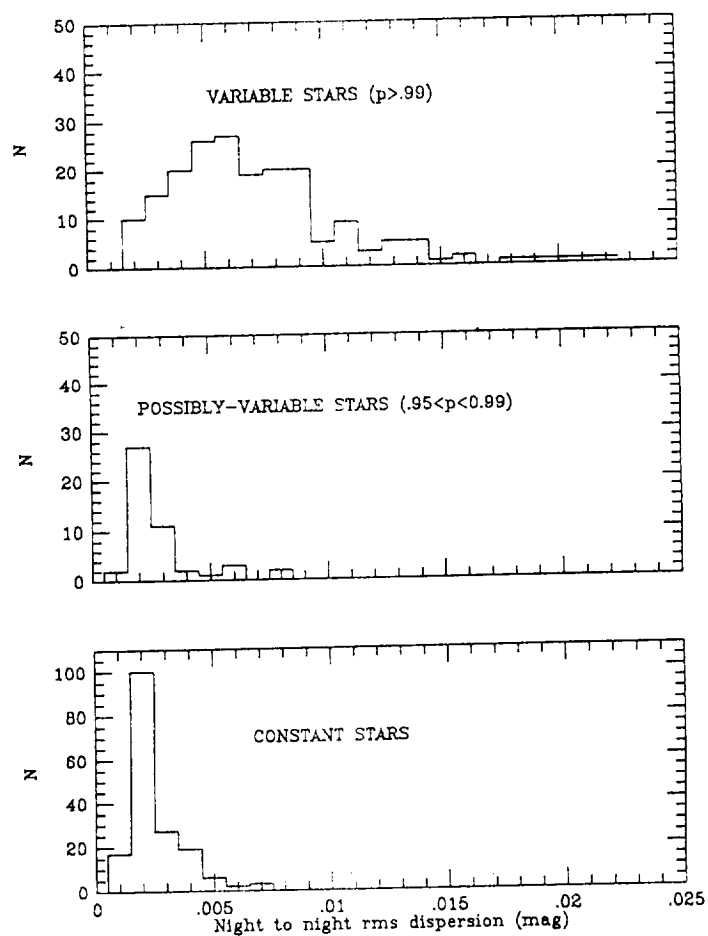 50
40
30
20
10
0
N
VARIABLE STARS (p>.99)
50
40
30
20
10
0
N
POSSIBLY-VARIABLE STARS (.95<p<0.99)
100
80
60
40
20
0
N
CONSTANT STARS
0 .005 .010 .015 .020 .025
Night to night rms dispersion (mag)